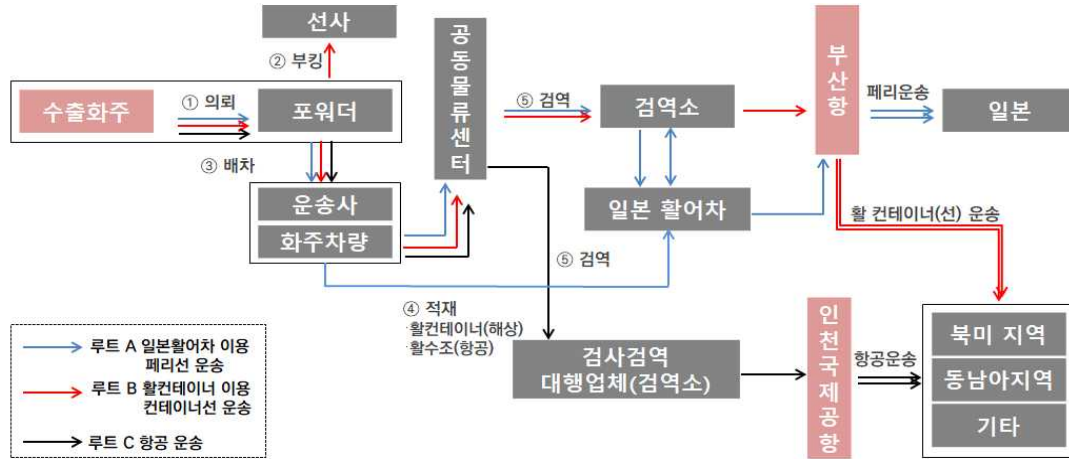 선사
② 부킹
수출화주
① 의뢰
포워더
③ 배차
운송사
화주차량
공동물류센터
⑤ 검역
검역소
일본 활어차
부산항
페리운송
일본
활 컨테이너(선) 운송
⑤ 검역
④ 적재
·활컨테이너(해상)
·활수조(항공)
검사검역
대행업체(검역소)
인천국제공항
항공운송
북미 지역
동남아지역
기타
루트 A 일본활어차 이용
페리선 운송
루트 B 활컨테이너 이용
컨테이너선 운송
루트 C 항공 운송